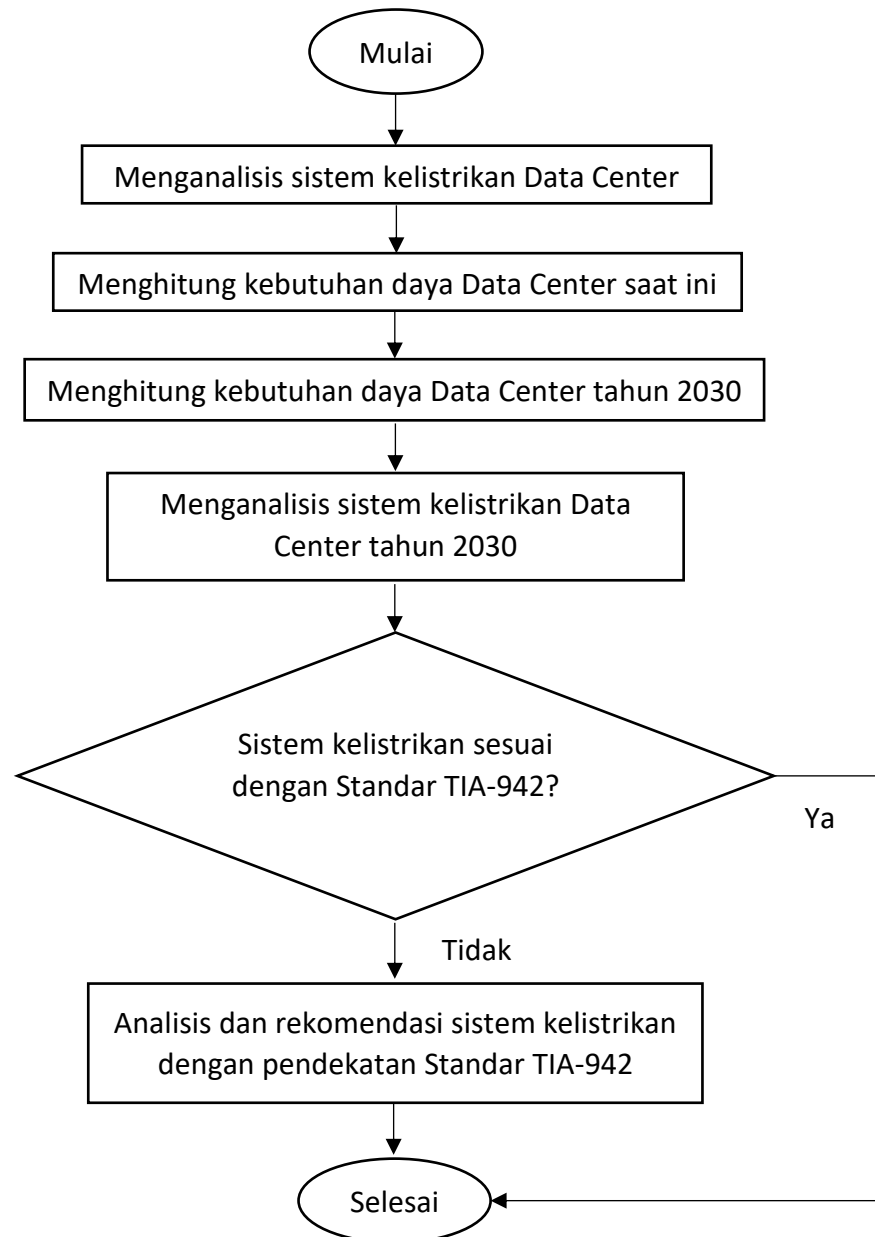 Mulai
Menganalisis sistem kelistrikan Data Center
Menghitung kebutuhan daya Data Center saat ini
Menghitung kebutuhan daya Data Center tahun 2030
Menganalisis sistem kelistrikan Data
Center tahun 2030
Sistem kelistrikan sesuai
dengan Standar TIA-942?
Ya
Tidak
Analisis dan rekomendasi sistem kelistrikan
dengan pendekatan Standar TIA-942
Selesai